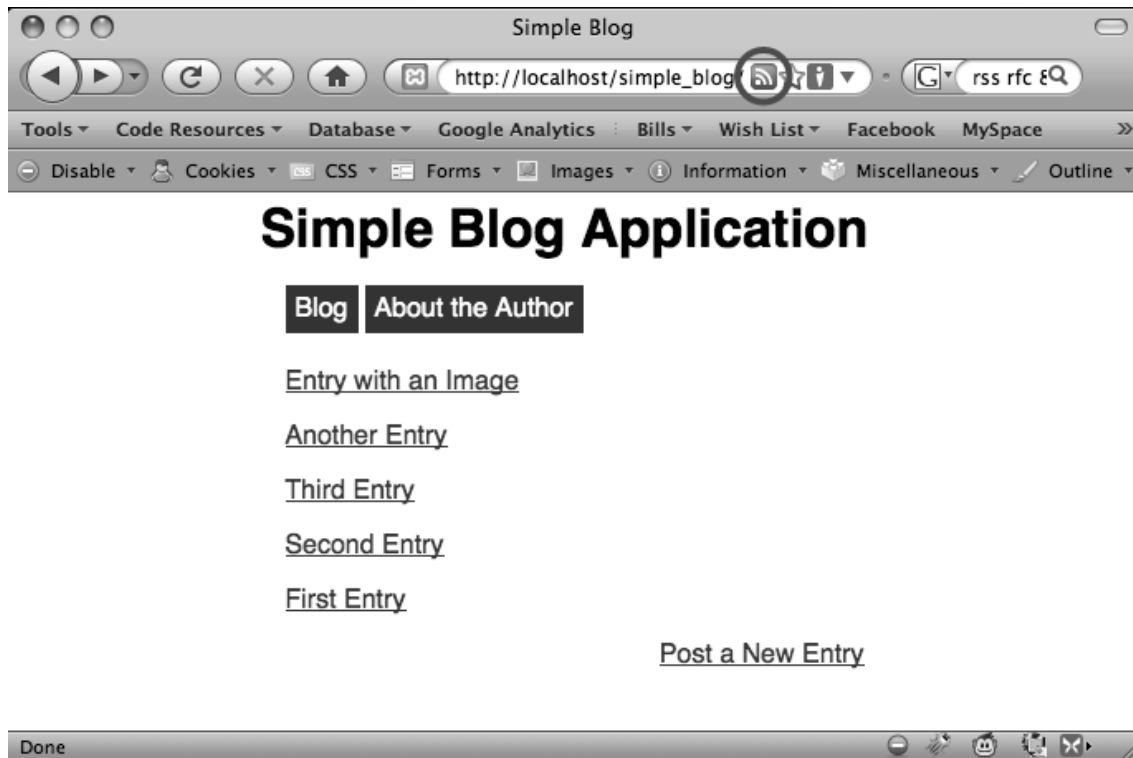 Simple Blog
http://localhost/simple_blog/ G rss rfc 8
Tools Code Resources Database Google Analytics Bills Wish List Facebook MySpace »
Disable Cookies CSS CSS Forms Images Information Miscellaneous Outline
Simple Blog Application
Blog About the Author
Entry with an Image
Another Entry
Third Entry
Second Entry
First Entry
Post a New Entry
Done